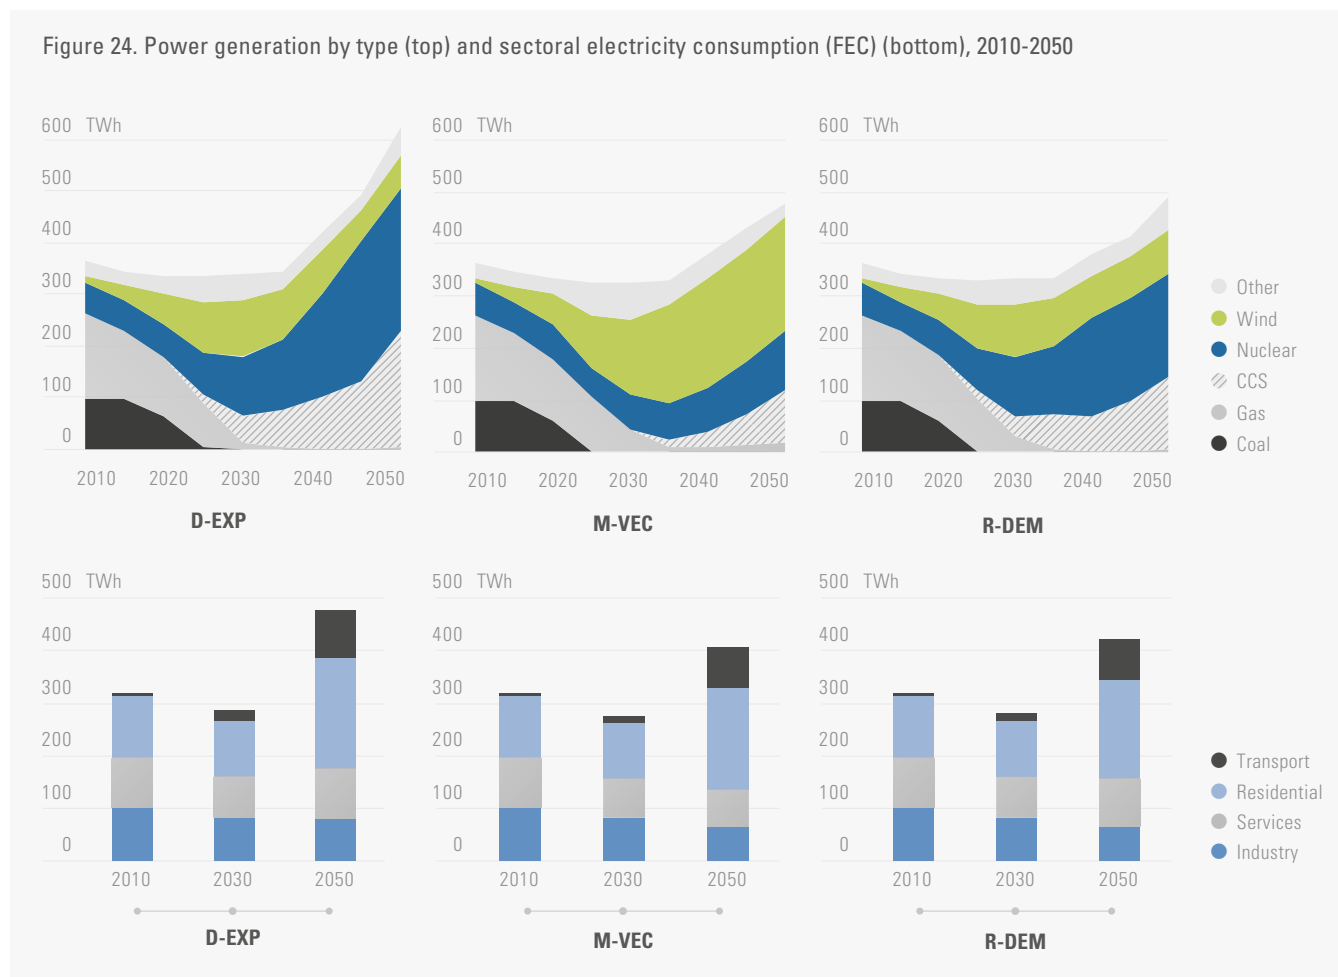 Figure 24. Power generation by type (top) and sectoral electricity consumption (FEC) (bottom), 2010-2050
600 TWh
500
400
300
200
100
0
2010 2020 2030 2040 2050
D-EXP
600 TWh
500
400
300
200
100
0
2010 2020 2030 2040 2050
M-VEC
600 TWh
500
400
300
200
100
0
2010 2020 2030 2040 2050
R-DEM
Other
Wind
Nuclear
CCS
Gas
Coal
500 TWh
400
300
200
100
0
2010 2030 2050
D-EXP
500 TWh
400
300
200
100
0
2010 2030 2050
M-VEC
500 TWh
400
300
200
100
0
2010 2030 2050
R-DEM
Transport
Residential
Services
Industry